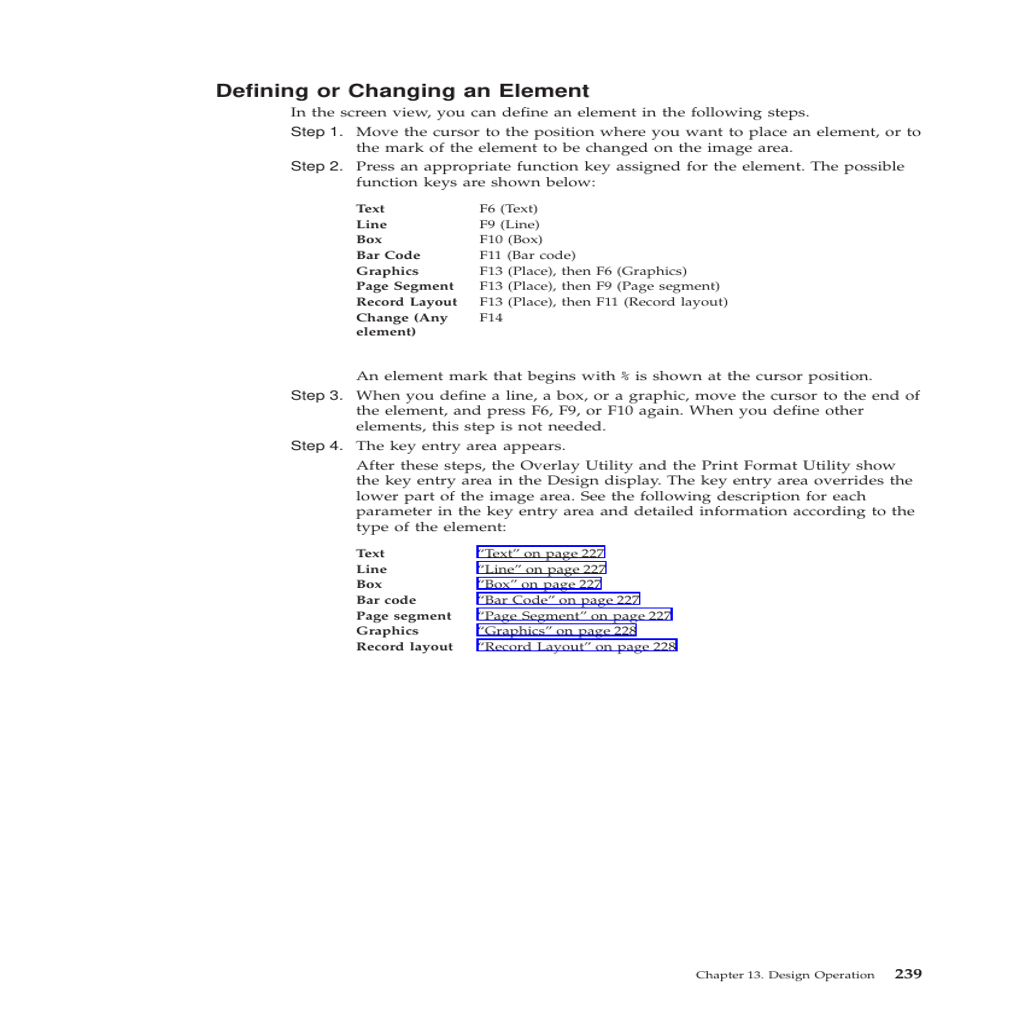 Defining or Changing an Element
In the screen view, you can define an element in the following steps.
Step 1. Move the cursor to the position where you want to place an element, or to
the mark of the element to be changed on the image area.
Step 2. Press an appropriate function key assigned for the element. The possible
function keys are shown below:
Text F6 (Text)
Line F9 (Line)
Box F10 (Box)
Bar Code F11 (Bar code)
Graphics F13 (Place), then F6 (Graphics)
Page Segment F13 (Place), then F9 (Page segment)
Record Layout F13 (Place), then F11 (Record layout)
Change (Any F14
element)
An element mark that begins with % is shown at the cursor position.
Step 3. When you define a line, a box, or a graphic, move the cursor to the end of
the element, and press F6, F9, or F10 again. When you define other
elements, this step is not needed.
Step 4. The key entry area appears.
After these steps, the Overlay Utility and the Print Format Utility show
the key entry area in the Design display. The key entry area overrides the
lower part of the image area. See the following description for each
parameter in the key entry area and detailed information according to the
type of the element:
Text “Text” on page 227
Line “Line” on page 227
Box “Box” on page 227
Bar code “Bar Code” on page 227
Page segment “Page Segment” on page 227
Graphics “Graphics” on page 228
Record layout “Record Layout” on page 228
Chapter 13. Design Operation 239